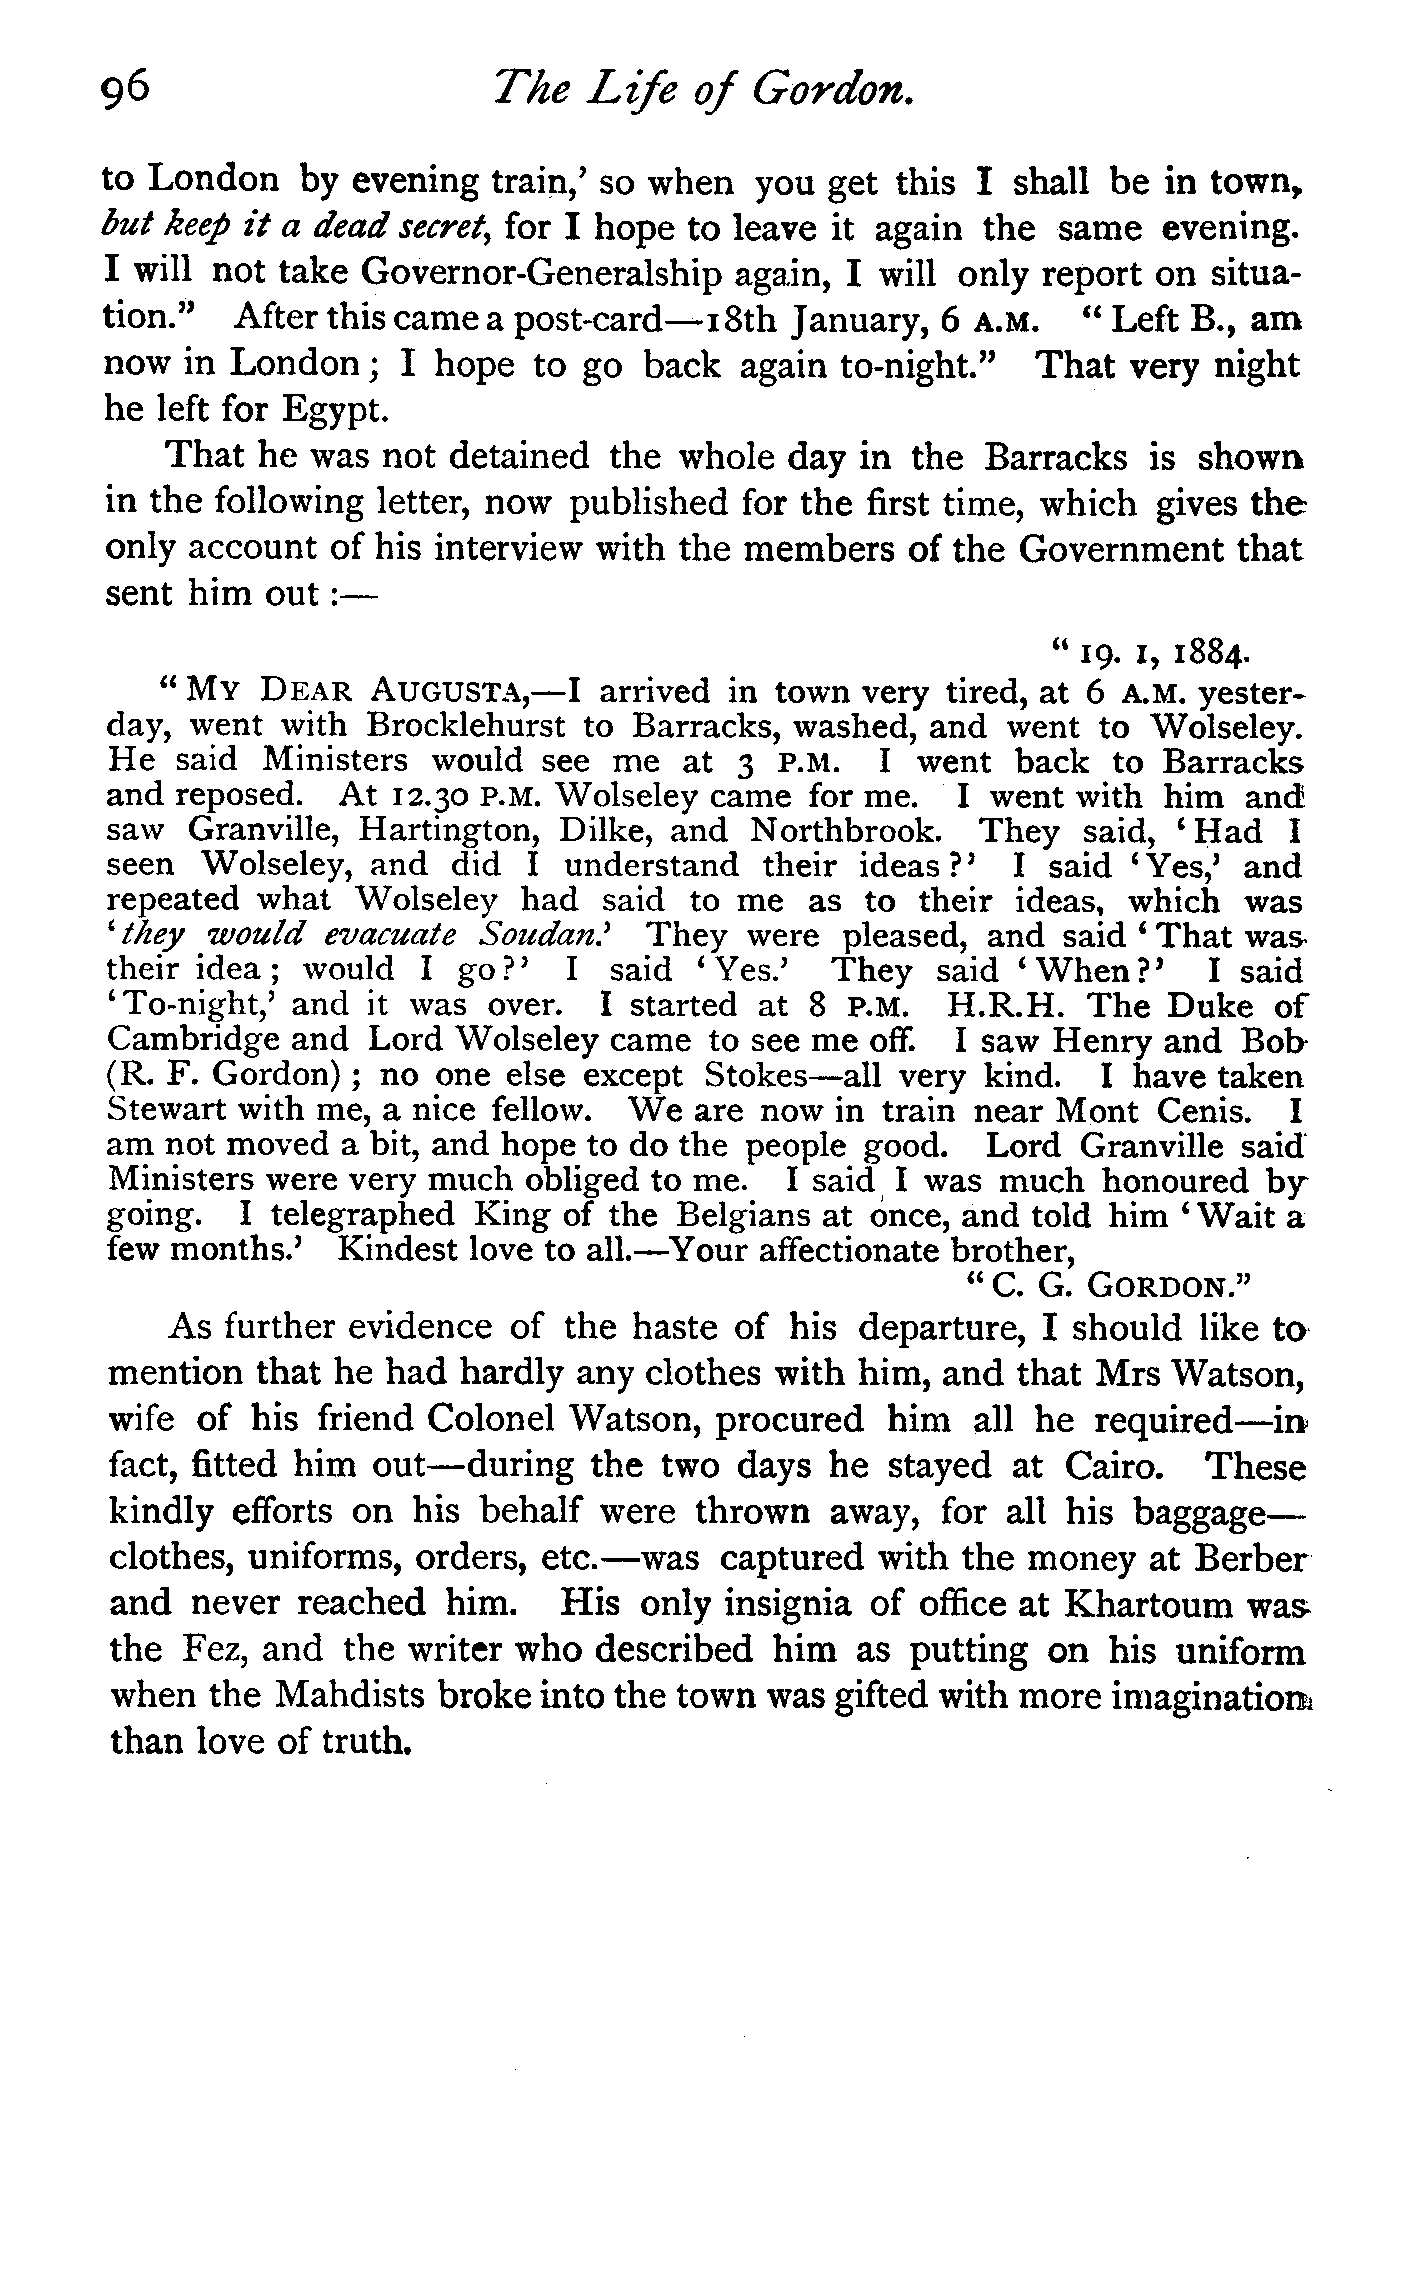 96 The Life of Gordon.
to London by evening train,’ so when you get this I shall be in town,
but keep it a dead secret, for I hope to leave it again the same evening.
I will not take Governor-Generalship again, I will only report on situa-
tion.” After this came a post-card—18th January, 6 A.M. “ Left B., am
now in London ; I hope to go back again to-night.” That very night
he left for Egypt.
That he was not detained the whole day in the Barracks is shown
in the following letter, now published for the first time, which gives the
only account of his interview with the members of the Government that
sent him out :—
“ 19. 1, 1884.
“ MY DEAR AUGUSTA,—I arrived in town very tired, at 6 A.M. yester-
day, went with Brocklehurst to Barracks, washed, and went to Wolseley.
He said Ministers would see me at 3 P.M. I went back to Barracks
and reposed. At 12.30 P.M. Wolseley came for me. I went with him and
saw Granville, Hartington, Dilke, and Northbrook. They said, ‘ Had I
seen Wolseley, and did I understand their ideas ?’ I said ‘ Yes,’ and
repeated what Wolseley had said to me as to their ideas, which was
‘ they would evacuate Soudan.’ They were pleased, and said ‘ That was
their idea ; would I go ?’ I said ‘ Yes.’ They said ‘ When ?’ I said
‘ To-night,’ and it was over. I started at 8 P.M. H.R.H. The Duke of
Cambridge and Lord Wolseley came to see me off. I saw Henry and Bob
(R. F. Gordon) ; no one else except Stokes—all very kind. I have taken
Stewart with me, a nice fellow. We are now in train near Mont Cenis. I
am not moved a bit, and hope to do the people good. Lord Granville said
Ministers were very much obliged to me. I said I was much honoured by
going. I telegraphed King of the Belgians at once, and told him ‘ Wait a
few months.’ Kindest love to all.—Your affectionate brother,
“ C. G. GORDON.”
As further evidence of the haste of his departure, I should like to
mention that he had hardly any clothes with him, and that Mrs Watson,
wife of his friend Colonel Watson, procured him all he required—in
fact, fitted him out—during the two days he stayed at Cairo. These
kindly efforts on his behalf were thrown away, for all his baggage—
clothes, uniforms, orders, etc.—was captured with the money at Berber
and never reached him. His only insignia of office at Khartoum was
the Fez, and the writer who described him as putting on his uniform
when the Mahdists broke into the town was gifted with more imagination
than love of truth.